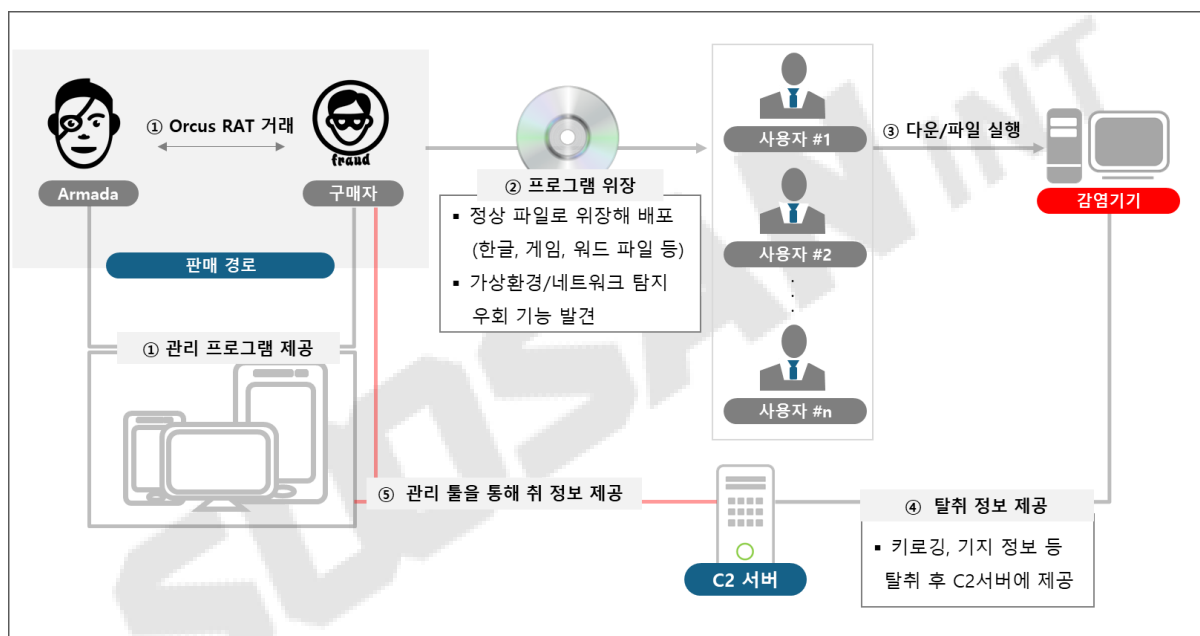 ① Orcus RAT 거래
fraud
Armada
구매자
판매 경로
① 관리 프로그램 제공
② 프로그램 위장
▪ 정상 파일로 위장해 배포
(한글, 게임, 워드 파일 등)
▪ 가상환경/네트워크 탐지
우회 기능 발견
사용자 #1
사용자 #2
사용자 #n
③ 다운/파일 실행
감염기기
④ 탈취 정보 제공
▪ 키로깅, 기지 정보 등
탈취 후 C2서버에 제공
⑤ 관리 툴을 통해 취 정보 제공
C2 서버
SUOSAN INT